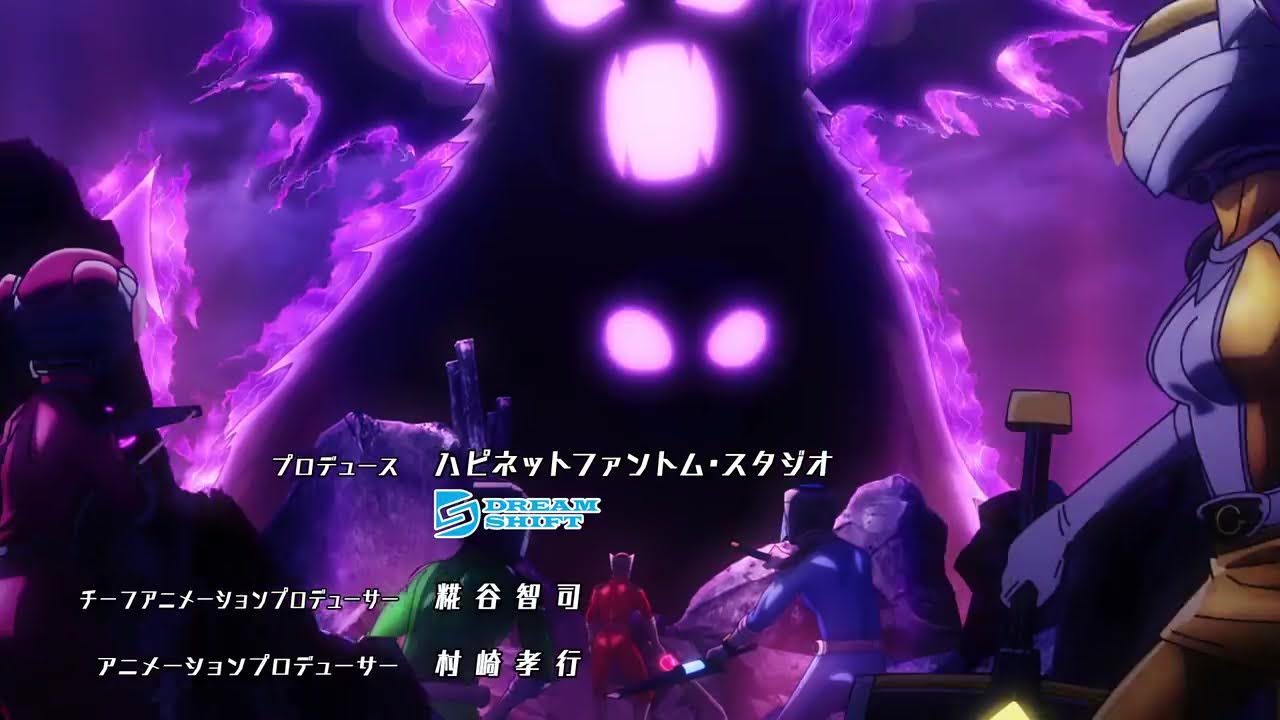 プロデュース ハピネットファントム・スタジオ
DREAM
SHIFT
チーフアニメーションプロデューサー 糀谷智司
アニメーションプロデューサー 村崎孝行